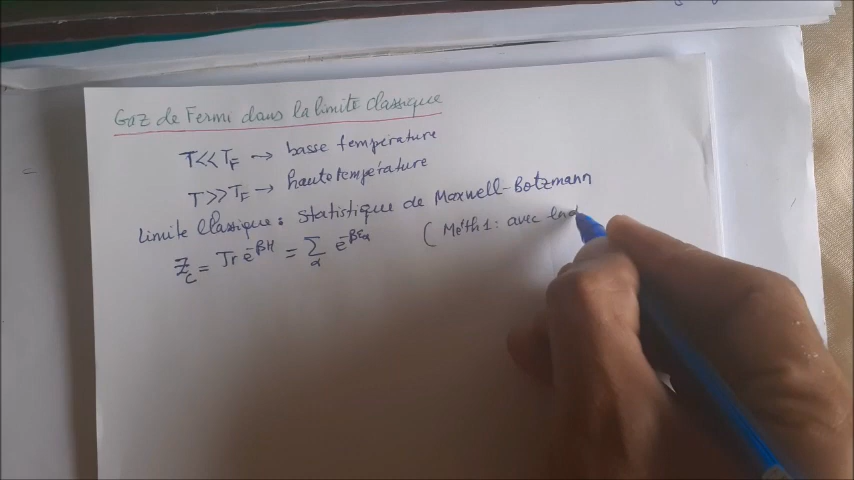 Gaz de Fermi dans la limite classique
T<<T_F → basse température
T>>T_F → haute température
Limite classique : statistique de Maxwell-Botzmann
Z_c = Tr e^{-βH} = Σ_α e^{-βε_α} (Méth 1: avec